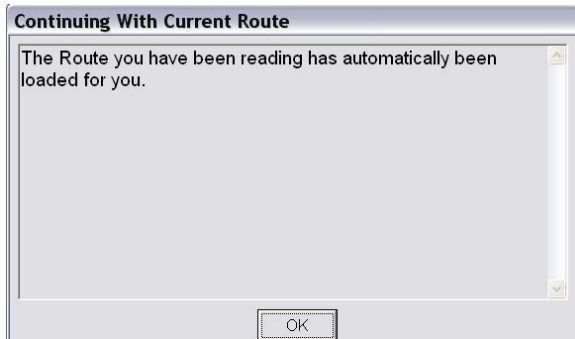 Continuing With Current Route
The Route you have been reading has automatically been
loaded for you.
OK